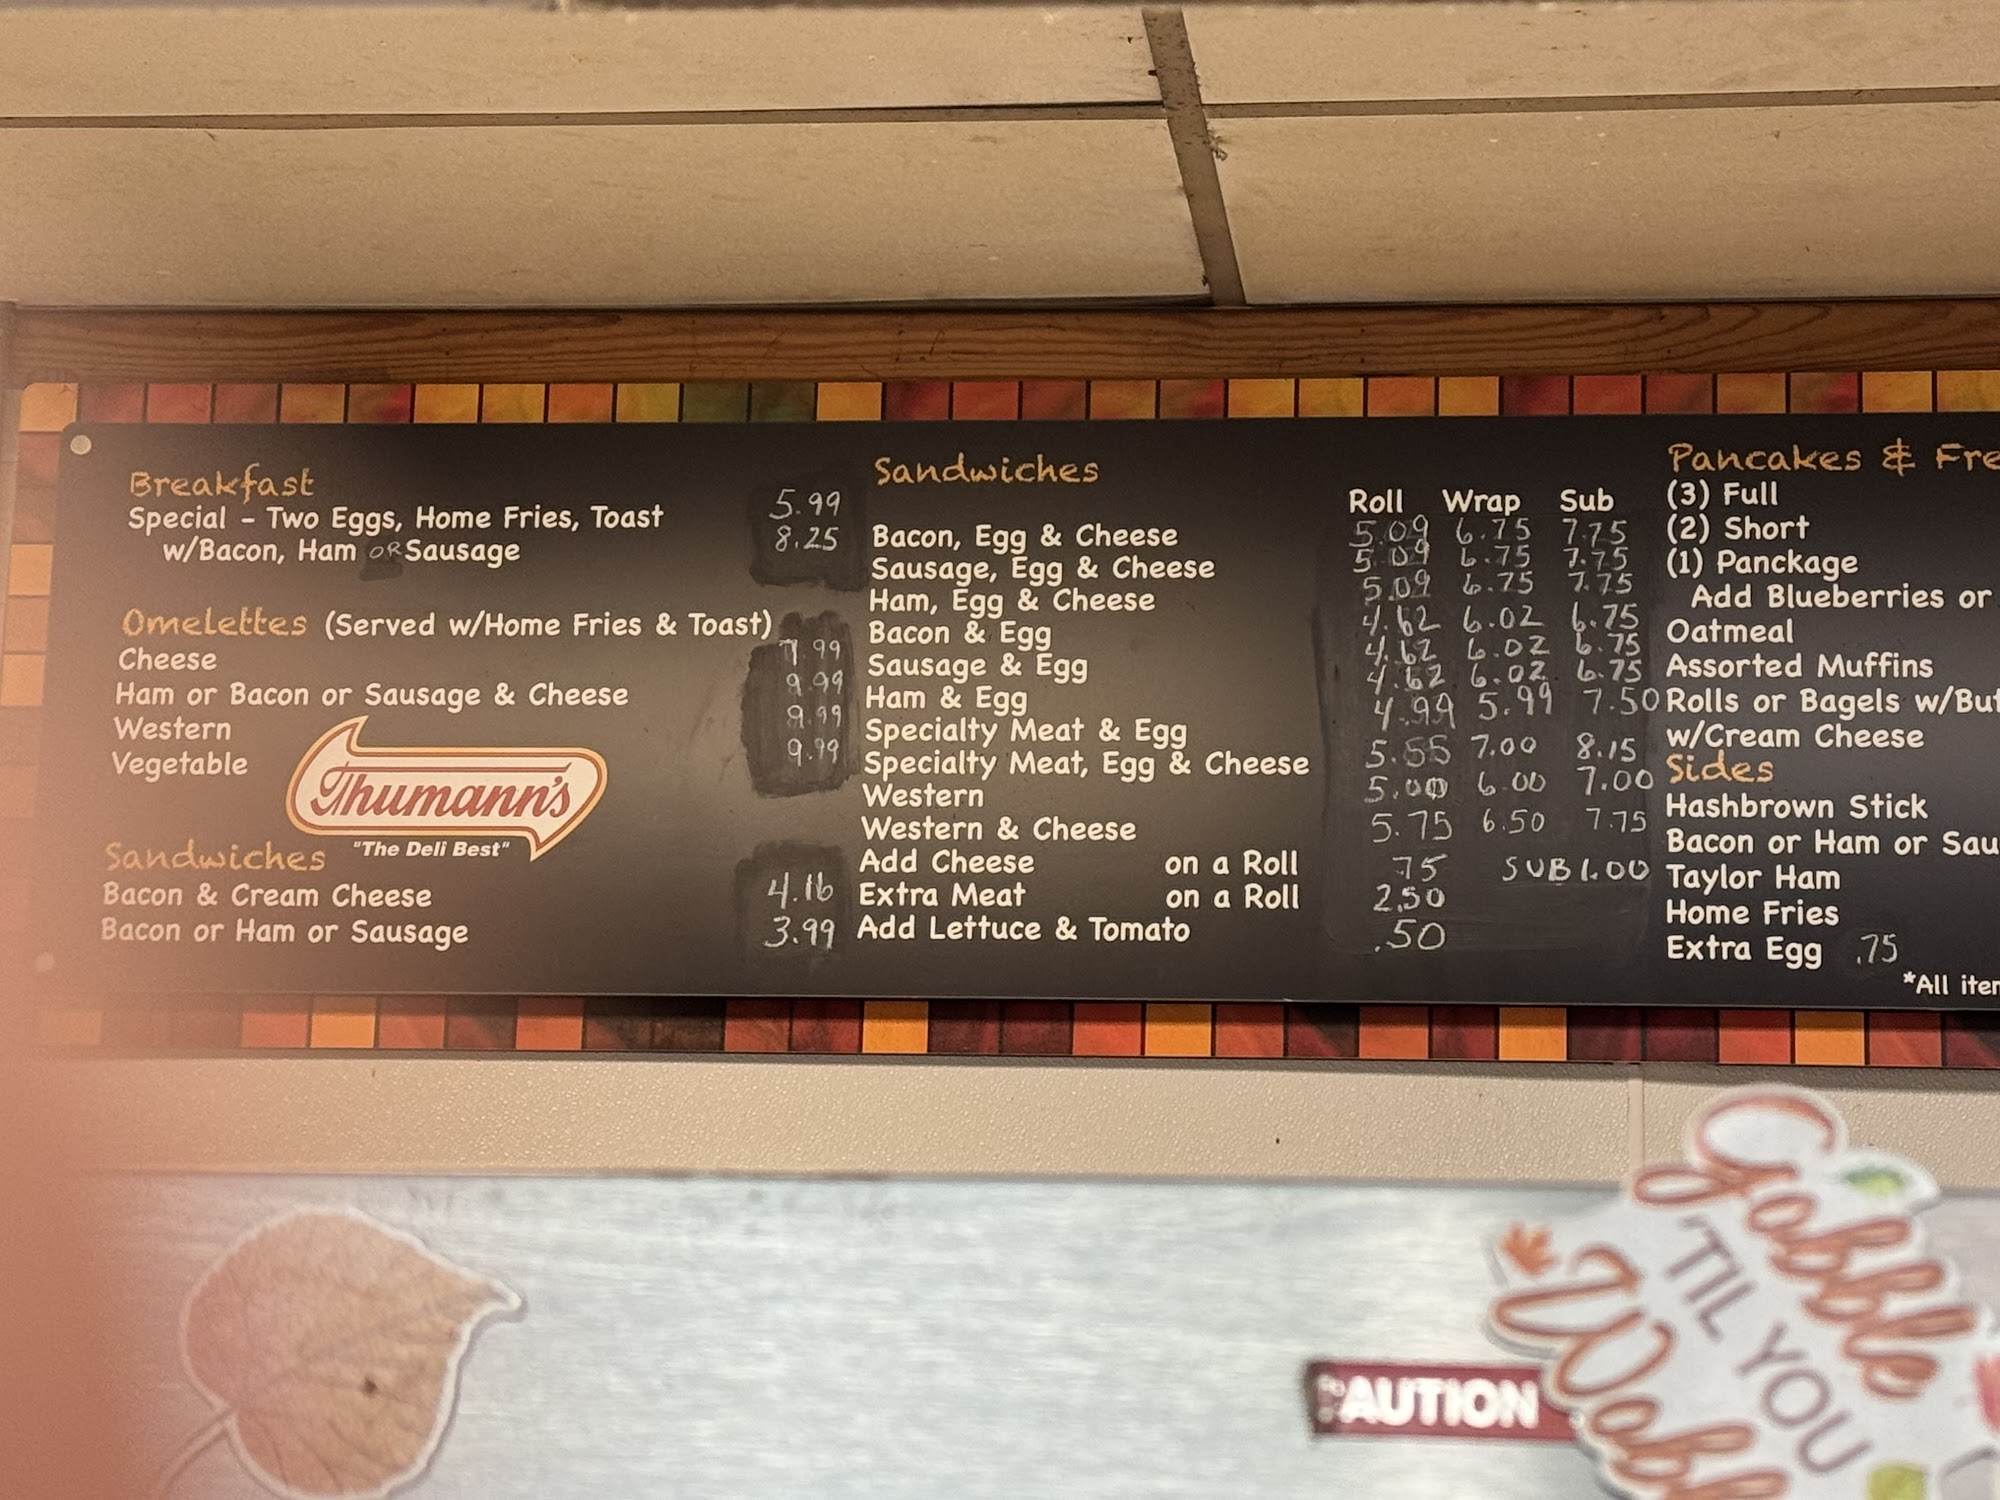 Breakfast
Special - Two Eggs, Home Fries, Toast 5.99
w/Bacon, Ham OR Sausage 8.25
Omelettes (Served w/Home Fries & Toast)
Cheese 7.99
Ham or Bacon or Sausage & Cheese 9.99
Western 9.99
Vegetable 9.99
Thumann's
"The Deli Best"
Sandwiches
Bacon & Cream Cheese 4.16
Bacon or Ham or Sausage 3.99
Sandwiches
Roll Wrap Sub
Bacon, Egg & Cheese 5.09 6.75 7.75
Sausage, Egg & Cheese 5.09 6.75 7.75
Ham, Egg & Cheese 5.09 6.75 7.75
Bacon & Egg 4.62 6.02 6.75
Sausage & Egg 4.62 6.02 6.75
Ham & Egg 4.62 6.02 6.75
Specialty Meat & Egg 4.99 5.99 7.50
Specialty Meat, Egg & Cheese 5.55 7.00 8.15
Western 5.00 6.00 7.00
Western & Cheese 5.75 6.50 7.75
Add Cheese on a Roll .75 SUB 1.00
Extra Meat on a Roll 2.50
Add Lettuce & Tomato .50
Pancakes & Fre
(3) Full
(2) Short
(1) Panckage
Add Blueberries or
Oatmeal
Assorted Muffins
Rolls or Bagels w/But
w/Cream Cheese
Sides
Hashbrown Stick
Bacon or Ham or Sau
Taylor Ham
Home Fries
Extra Egg .75
*All iter
Gobble
'TIL YOU
Wobbl
CAUTION